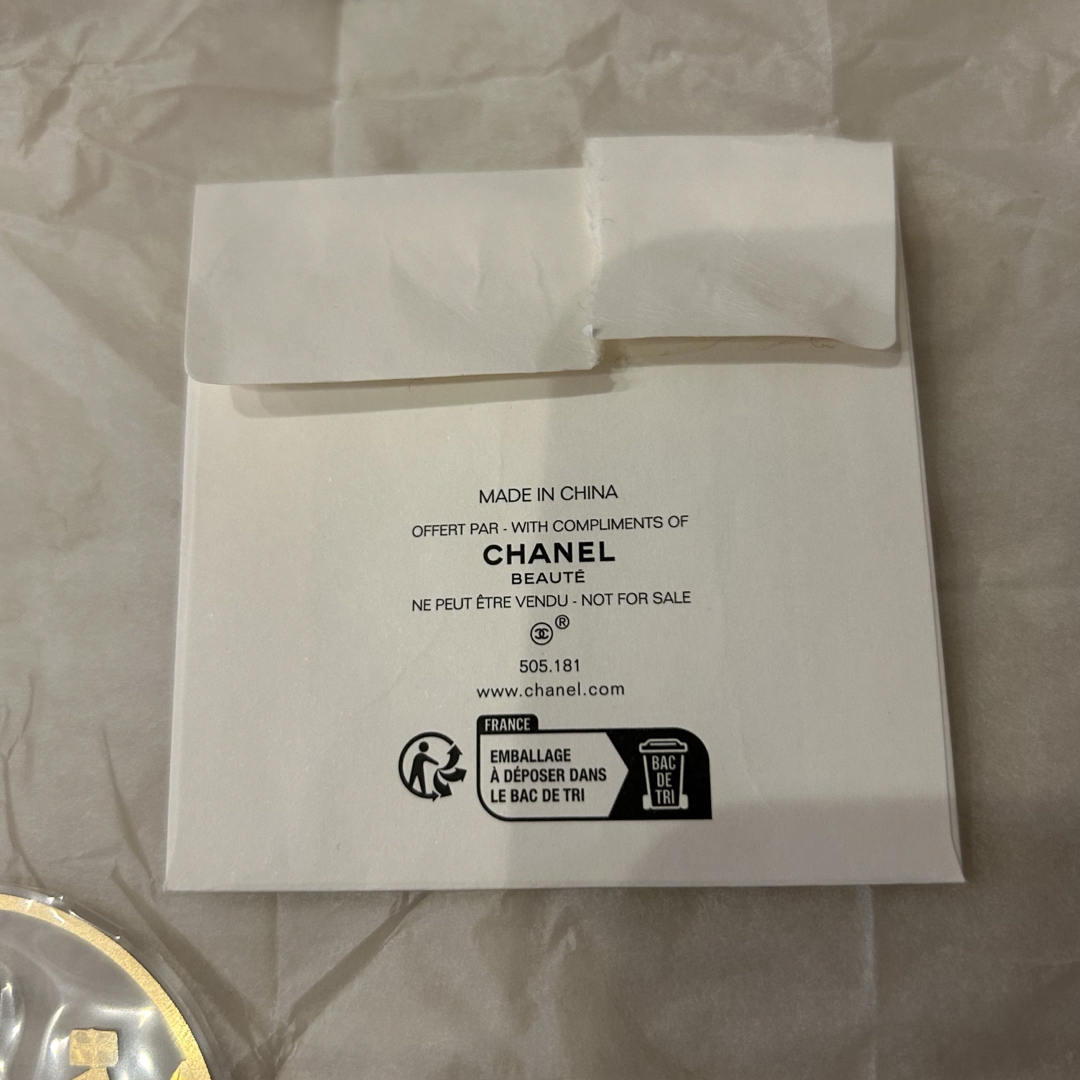 MADE IN CHINA
OFFERT PAR - WITH COMPLIMENTS OF
CHANEL
BEAUTÉ
NE PEUT ÊTRE VENDU - NOT FOR SALE
®
505.181
www.chanel.com
FRANCE
EMBALLAGE
À DÉPOSER DANS
LE BAC DE TRI
BAC
DE
TRI